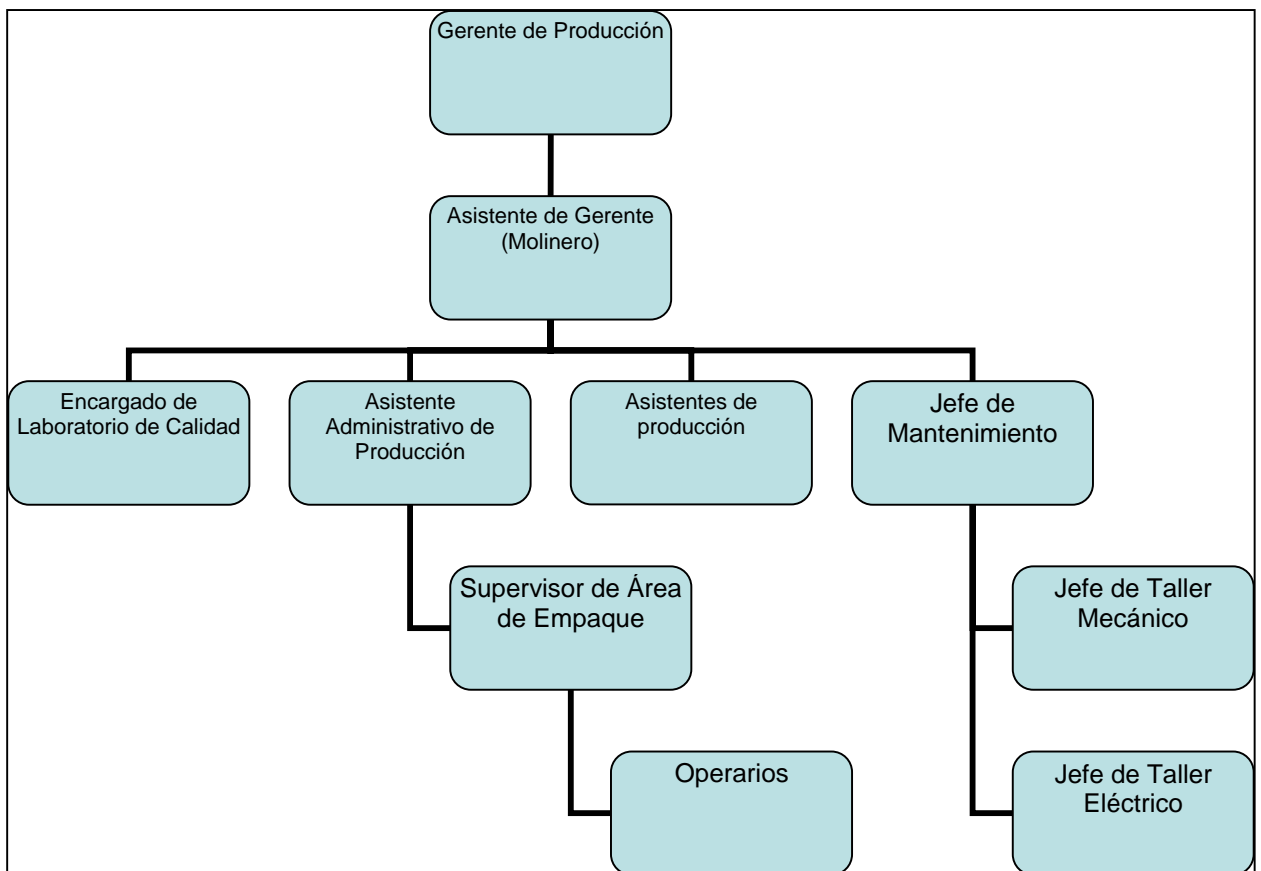 Gerente de Producción
Asistente de Gerente
(Molinero)
Encargado de
Laboratorio de Calidad
Asistente
Administrativo de
Producción
Asistentes de
producción
Jefe de
Mantenimiento
Supervisor de Área
de Empaque
Jefe de Taller
Mecánico
Operarios
Jefe de Taller
Eléctrico